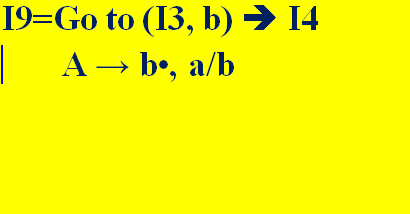 I9=Go to (I3, b) ➔ I4
A → b•, a/b